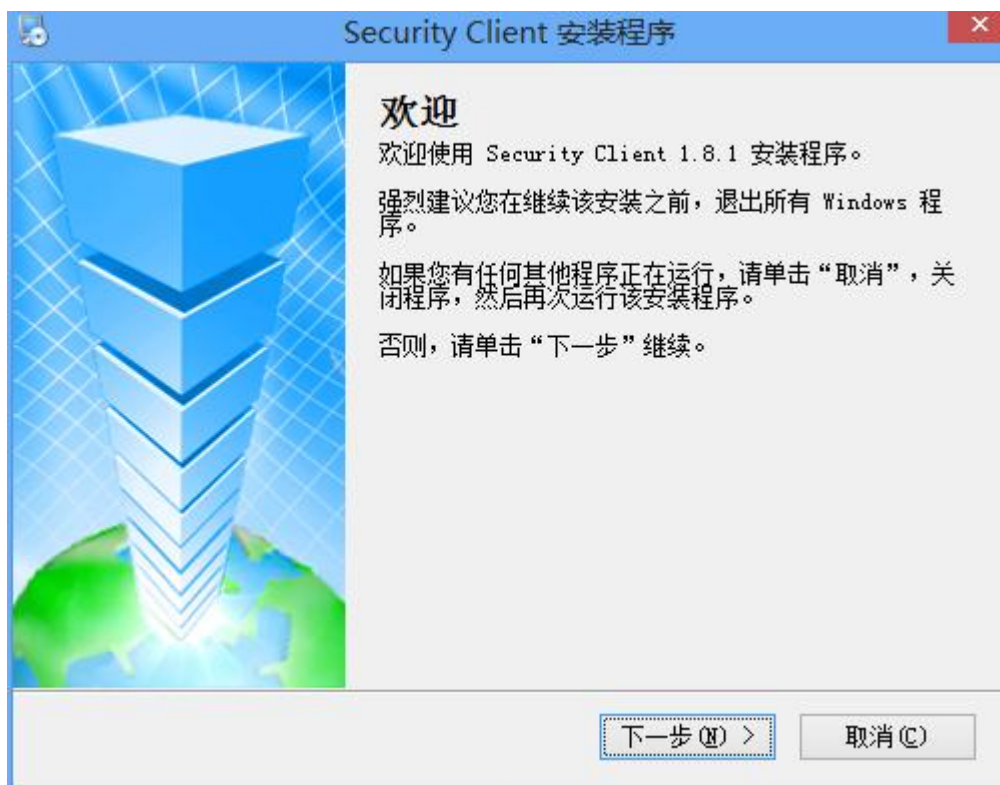 Security Client 安装程序
欢迎
欢迎使用 Security Client 1.8.1 安装程序。
强烈建议您在继续该安装之前，退出所有 Windows 程
序。
如果您有任何其他程序正在运行，请单击“取消”，关
闭程序，然后再次运行该安装程序。
否则，请单击“下一步”继续。
下一步(N) >
取消(C)